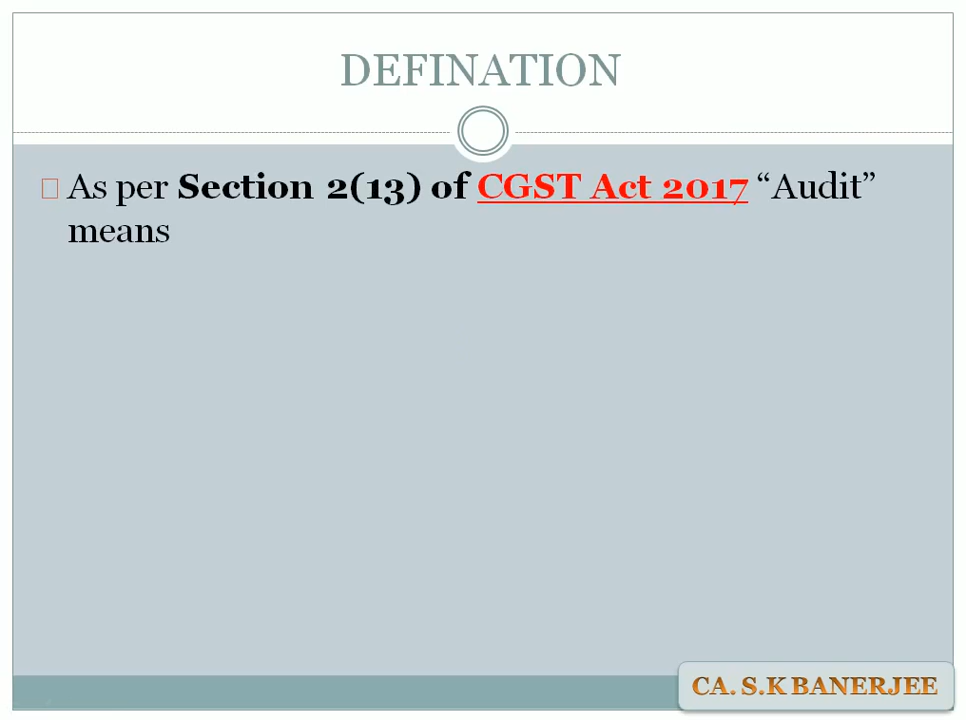 DEFINATION
As per Section 2(13) of CGST Act 2017 “Audit”
means
CA. S.K BANERJEE